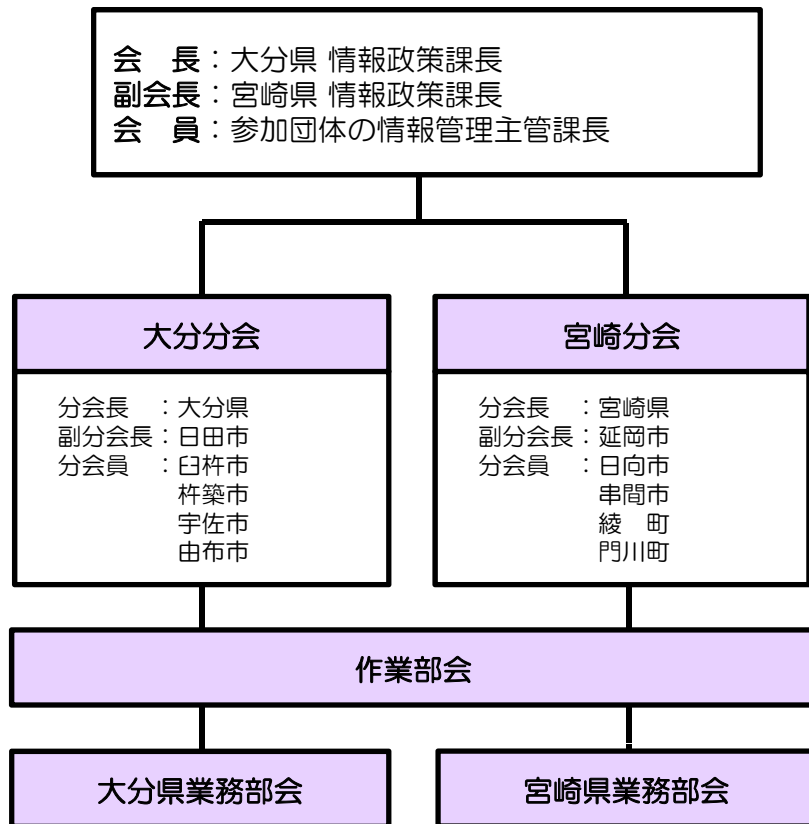 会　長：大分県 情報政策課長
副会長：宮崎県 情報政策課長
会　員：参加団体の情報管理主管課長
大分分会
分会長　：大分県
副分会長：日田市
分会員　：臼杵市
杵築市
宇佐市
由布市
宮崎分会
分会長　：宮崎県
副分会長：延岡市
分会員　：日向市
串間市
綾　町
門川町
作業部会
大分県業務部会
宮崎県業務部会